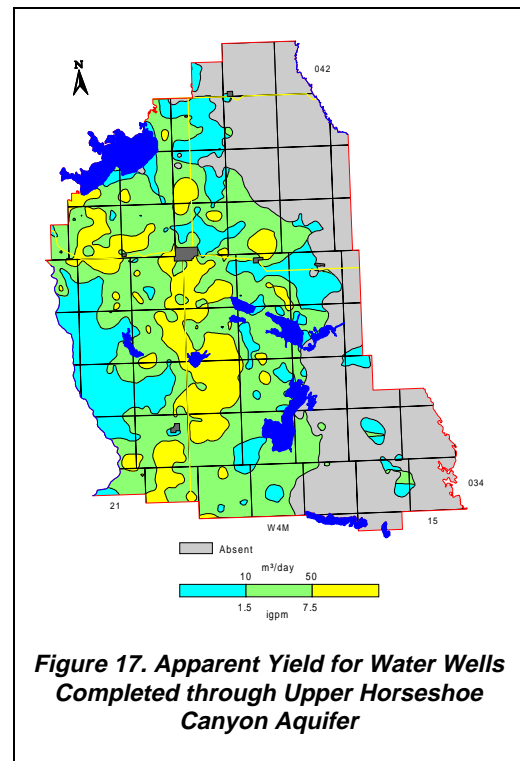 N
042
034
21
W4M
15
Absent
m³/day
10 50
1.5 7.5
igpm
Figure 17. Apparent Yield for Water Wells
Completed through Upper Horseshoe
Canyon Aquifer